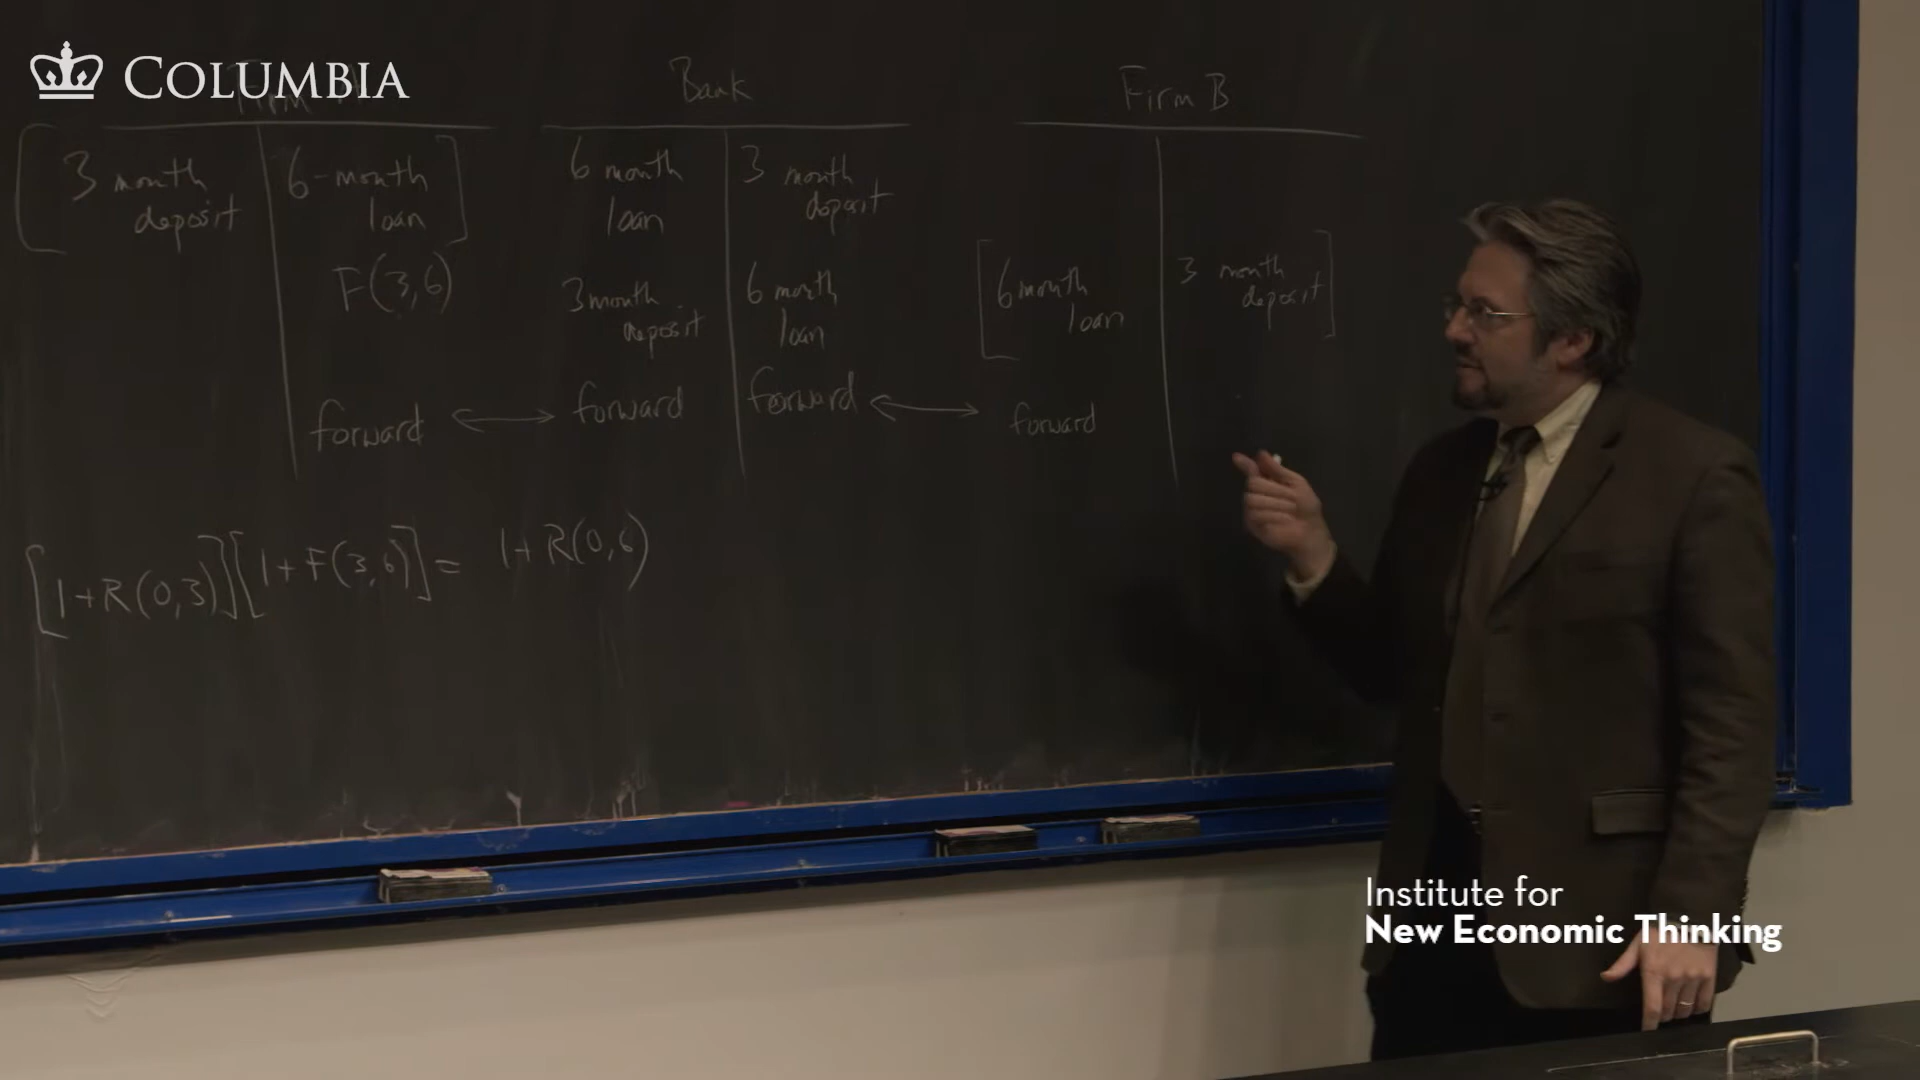 COLUMBIA
Firm A
3 month deposit
6-month loan
F(3,6)
forward
Bank
6 month loan
3 month deposit
3 month deposit
6 month loan
forward
forward
Firm B
6 month loan
3 month deposit
forward
[1+R(0,3)][1+F(3,6)] = 1+R(0,6)
Institute for
New Economic Thinking